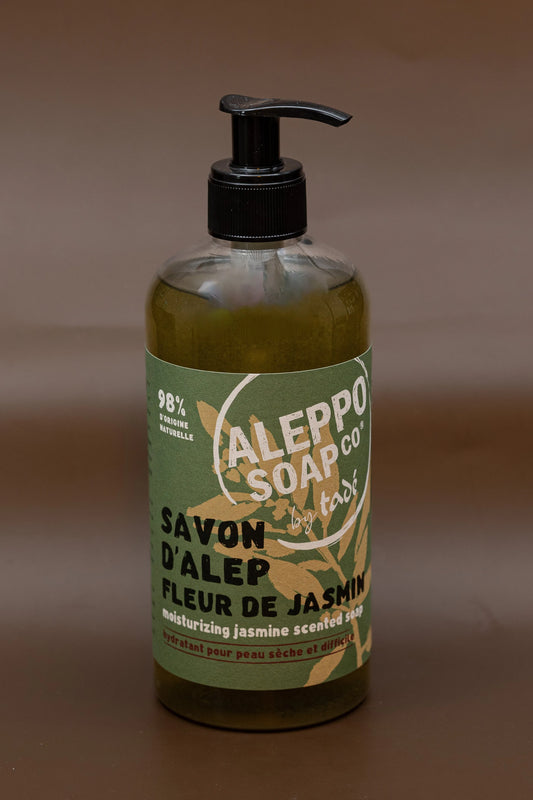 98%
D'ORIGINE
NATURELLE
ALEPPO
SOAP CO®
by tadé
SAVON
D'ALEP
FLEUR DE JASMIN
moisturizing jasmine scented soap
hydratant pour peau sèche et difficile